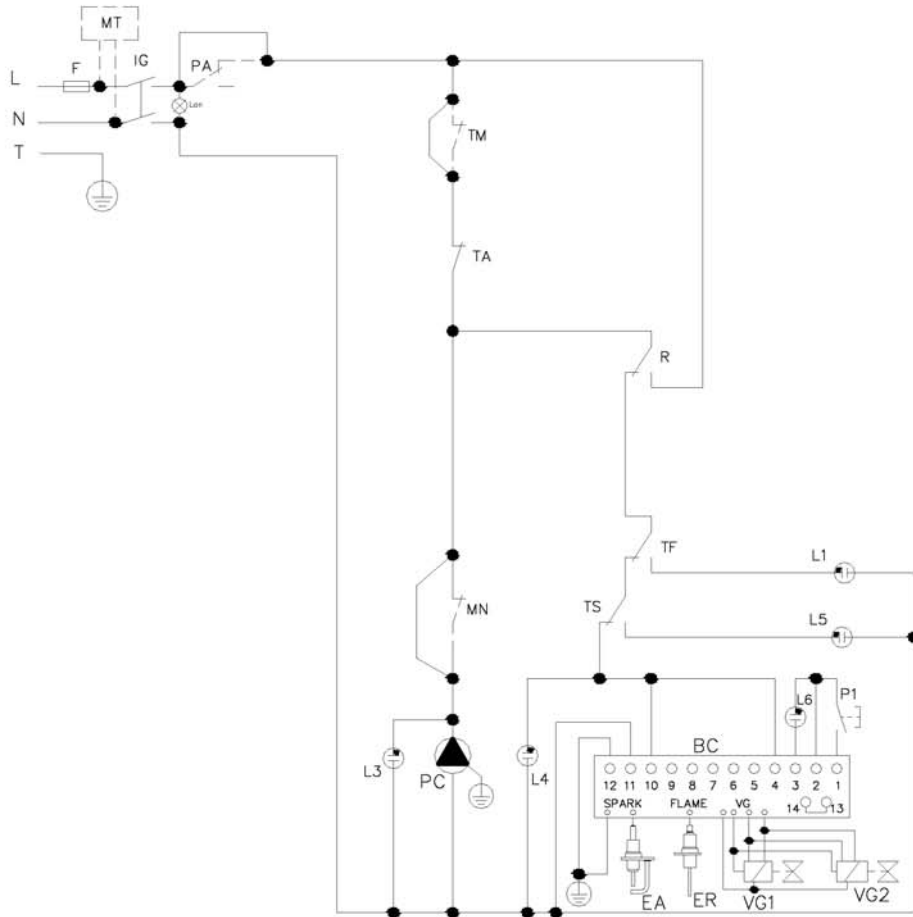 MT
F
IG
PA
L
Lan
N
TM
T
TA
R
TF
L1
TS
L5
MN
L6
P1
BC
L3
PC
L4
12 11 10 9 8 7 6 5 4 3 2 1
SPARK FLAME VG 14 13
EA ER VG1 VG2